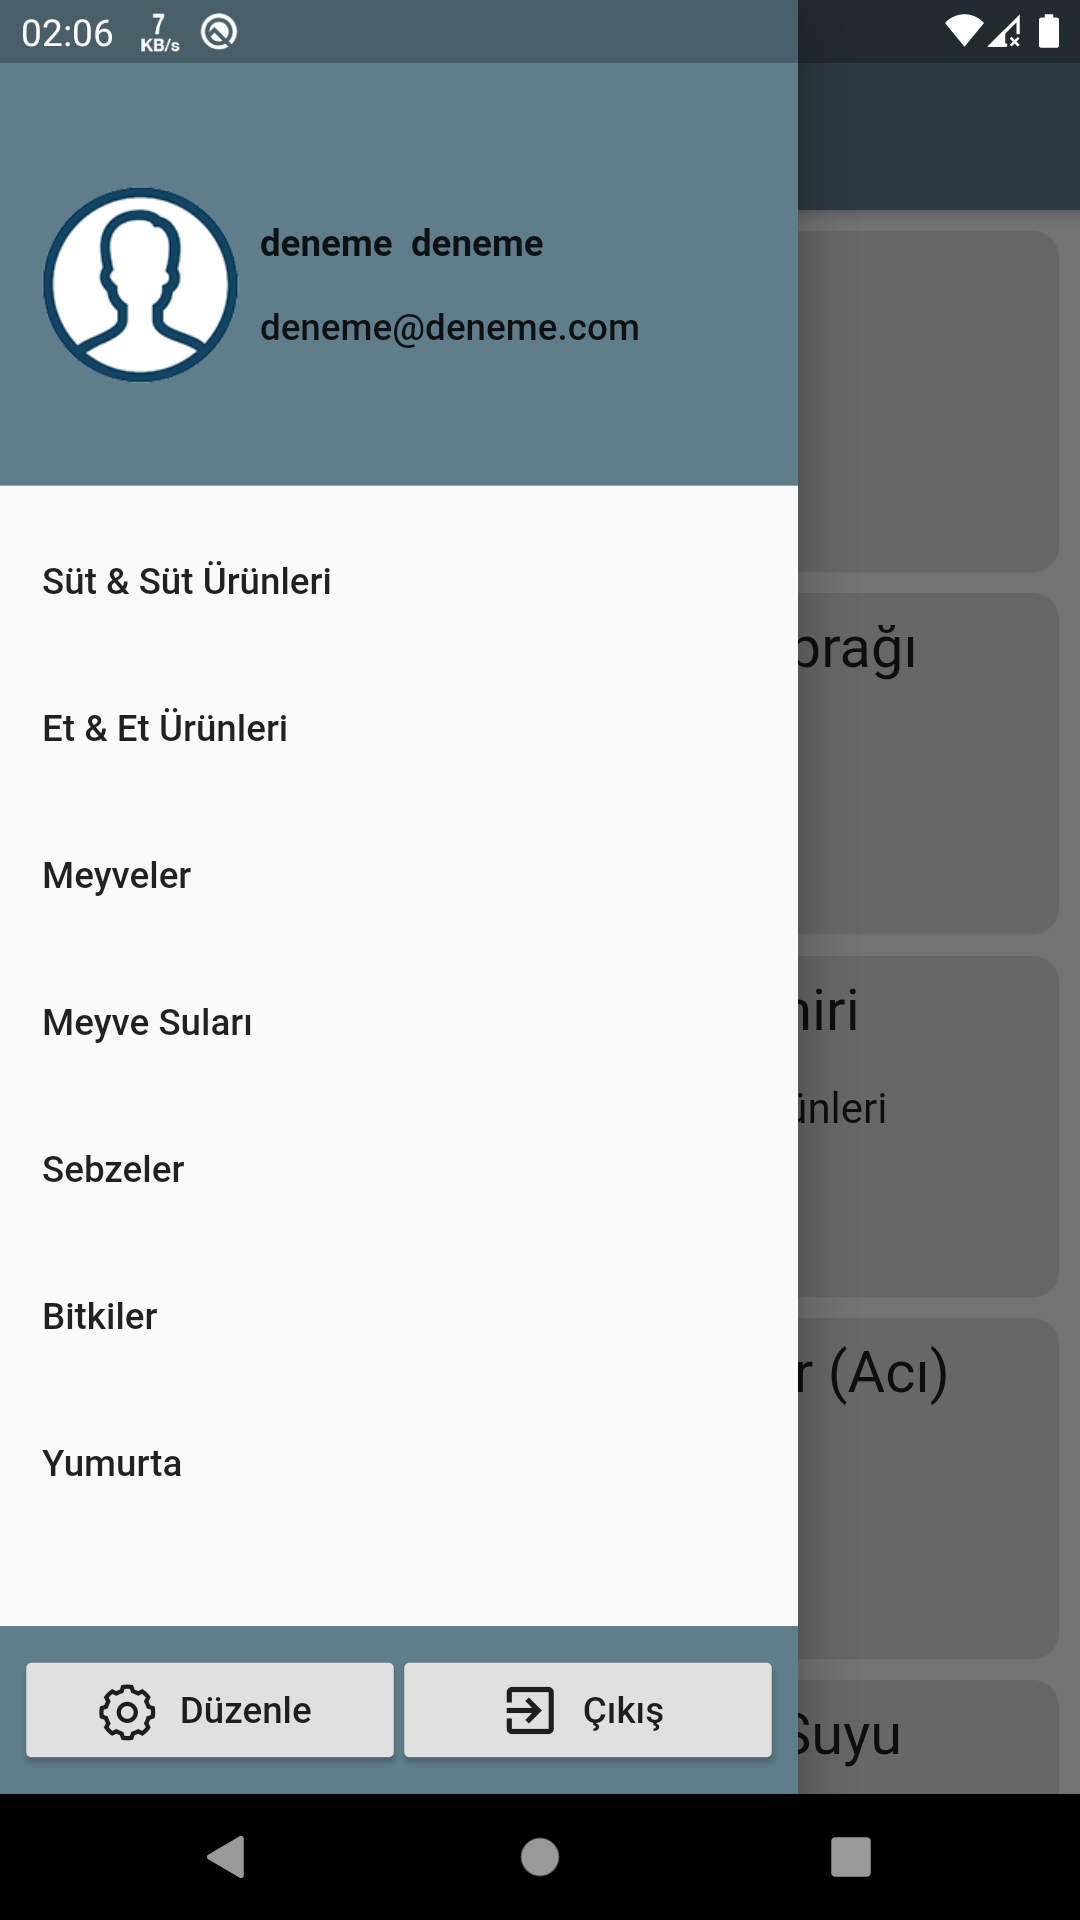 02:06 7 KB/s
deneme deneme
deneme@deneme.com
Süt & Süt Ürünleri
Et & Et Ürünleri
Meyveler
Meyve Suları
Sebzeler
Bitkiler
Yumurta
Düzenle
Çıkış
prağı
iri
ünleri
r (Acı)
Suyu